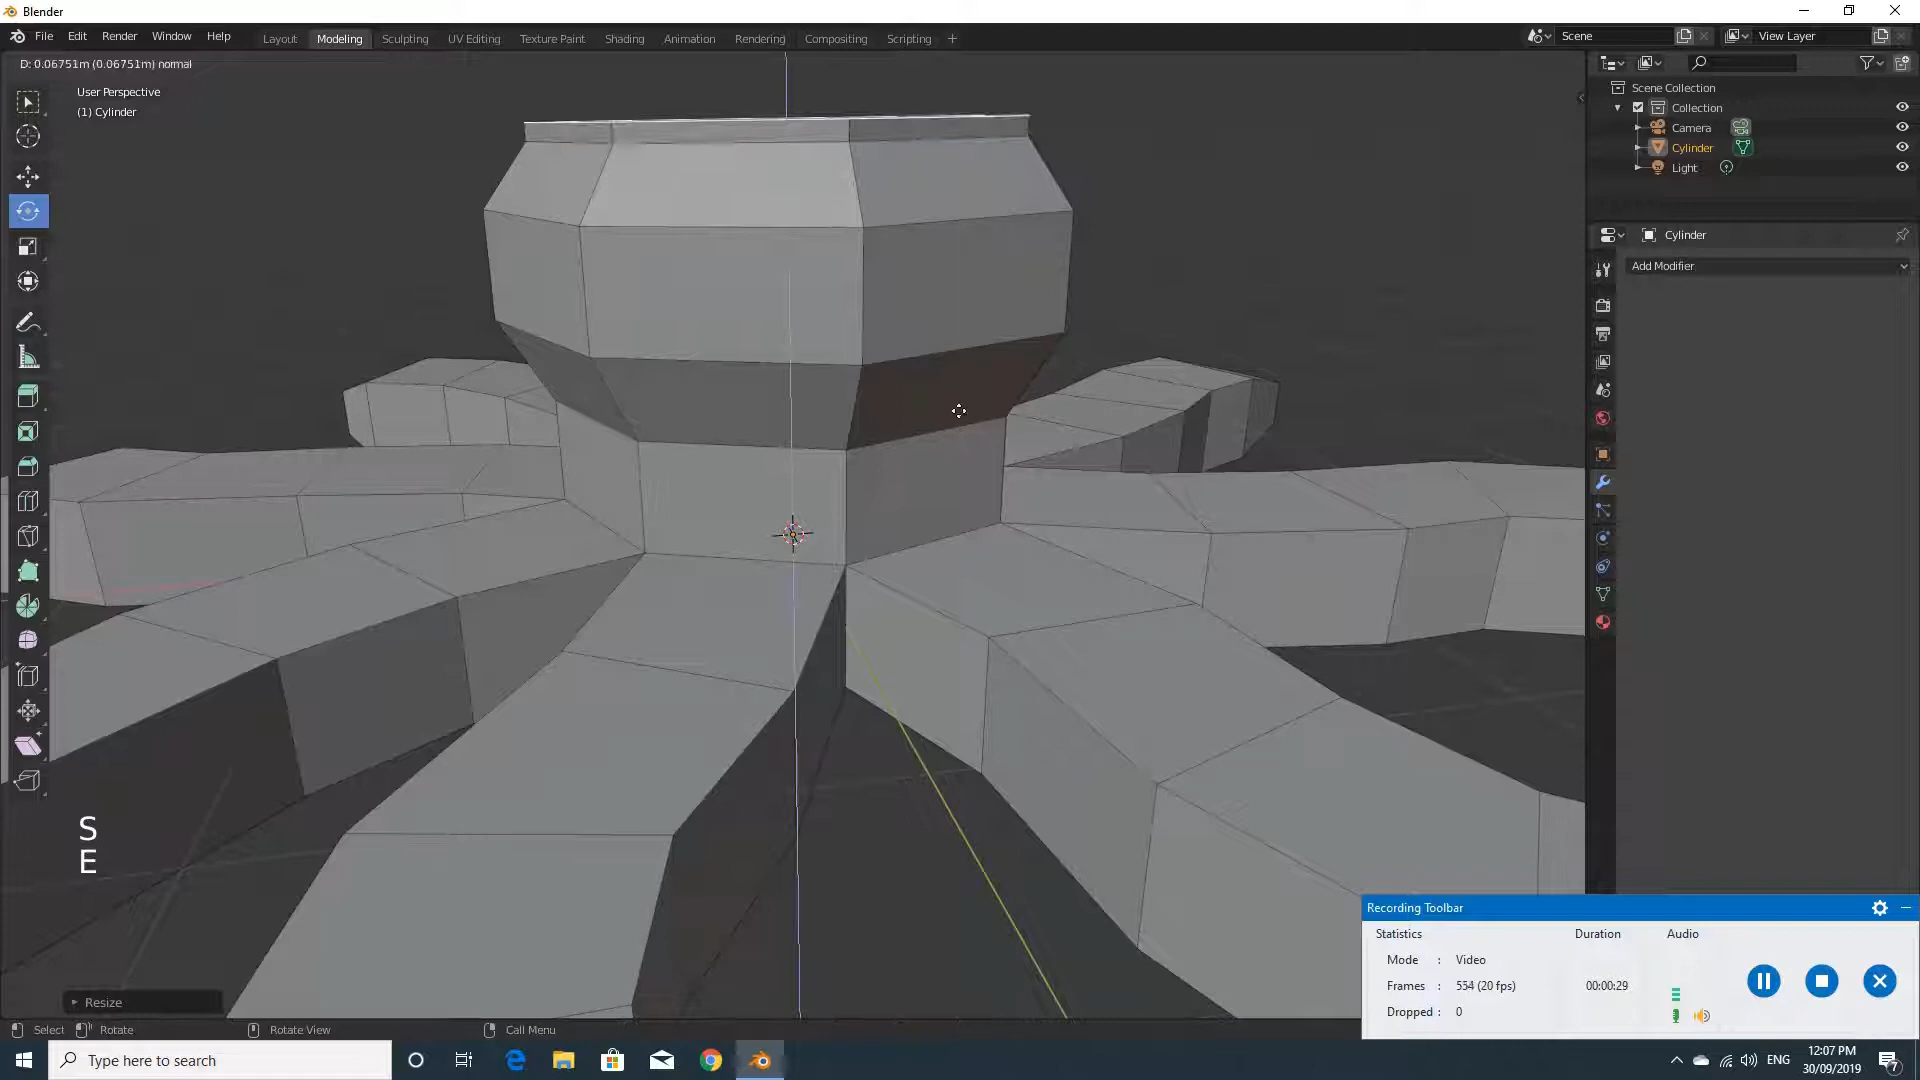 Blender
File Edit Render Window Help
Layout Modeling Sculpting UV Editing Texture Paint Shading Animation Rendering Compositing Scripting +
Scene
View Layer
D: 0.06751m (0.06751m) normal
User Perspective
(1) Cylinder
Scene Collection
Collection
Camera
Cylinder
Light
Cylinder
Add Modifier
S
E
Resize
Select
Rotate
Rotate View
Call Menu
Recording Toolbar
Statistics Duration Audio
Mode : Video
Frames : 554 (20 fps) 00:00:29
Dropped : 0
Type here to search
ENG
12:07 PM
30/09/2019
7